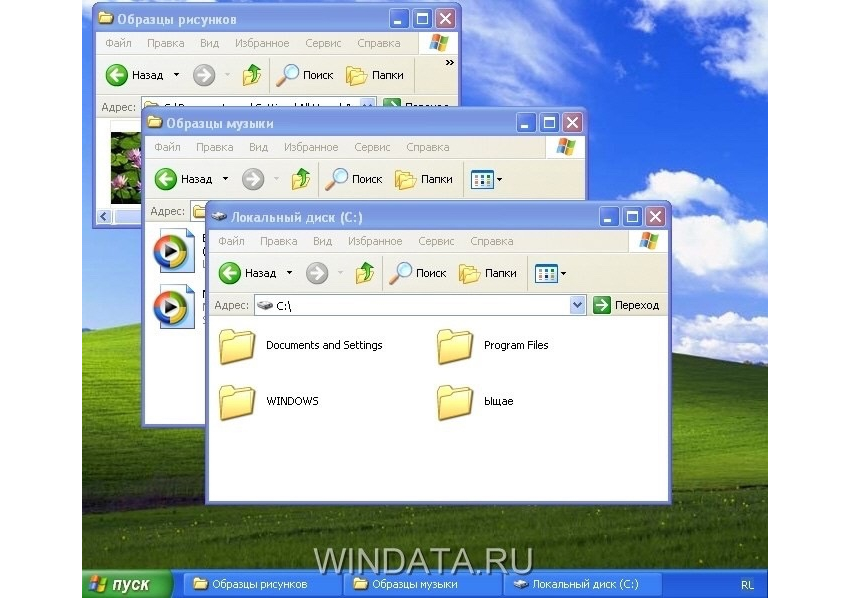 Образцы рисунков
Файл Правка Вид Избранное Сервис Справка
Назад Поиск Папки »
Адрес:
Образцы музыки
Файл Правка Вид Избранное Сервис Справка
Назад Поиск Папки
Адрес:
Локальный диск (C:)
Файл Правка Вид Избранное Сервис Справка
Назад Поиск Папки
Адрес: C:\ Переход
Documents and Settings Program Files
WINDOWS Ыщае
WINDATA.RU
пуск Образцы рисунков Образцы музыки Локальный диск (C:) RL